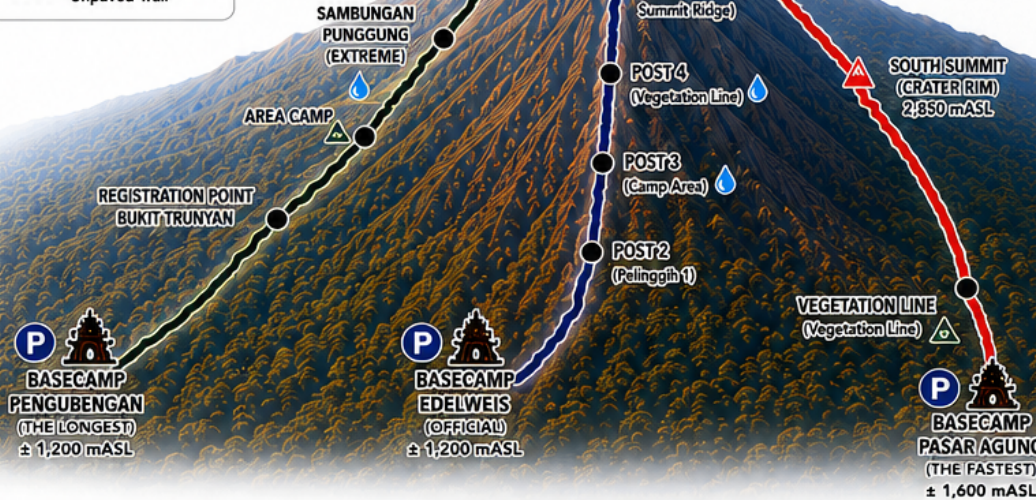 Unpaved Trail
SAMBUNGAN
PUNGGUNG
(EXTREME)
Summit Ridge)
POST 4
(Vegetation Line)
SOUTH SUMMIT
(CRATER RIM)
2,850 mASL
AREA CAMP
POST 3
(Camp Area)
REGISTRATION POINT
BUKIT TRUNYAN
POST 2
(Pelinggih 1)
VEGETATION LINE
(Vegetation Line)
P
BASECAMP
PENGUBENGAN
(THE LONGEST)
± 1,200 mASL
P
BASECAMP
EDELWEIS
(OFFICIAL)
± 1,200 mASL
P
BASECAMP
PASAR AGUNG
(THE FASTEST)
± 1,600 mASL